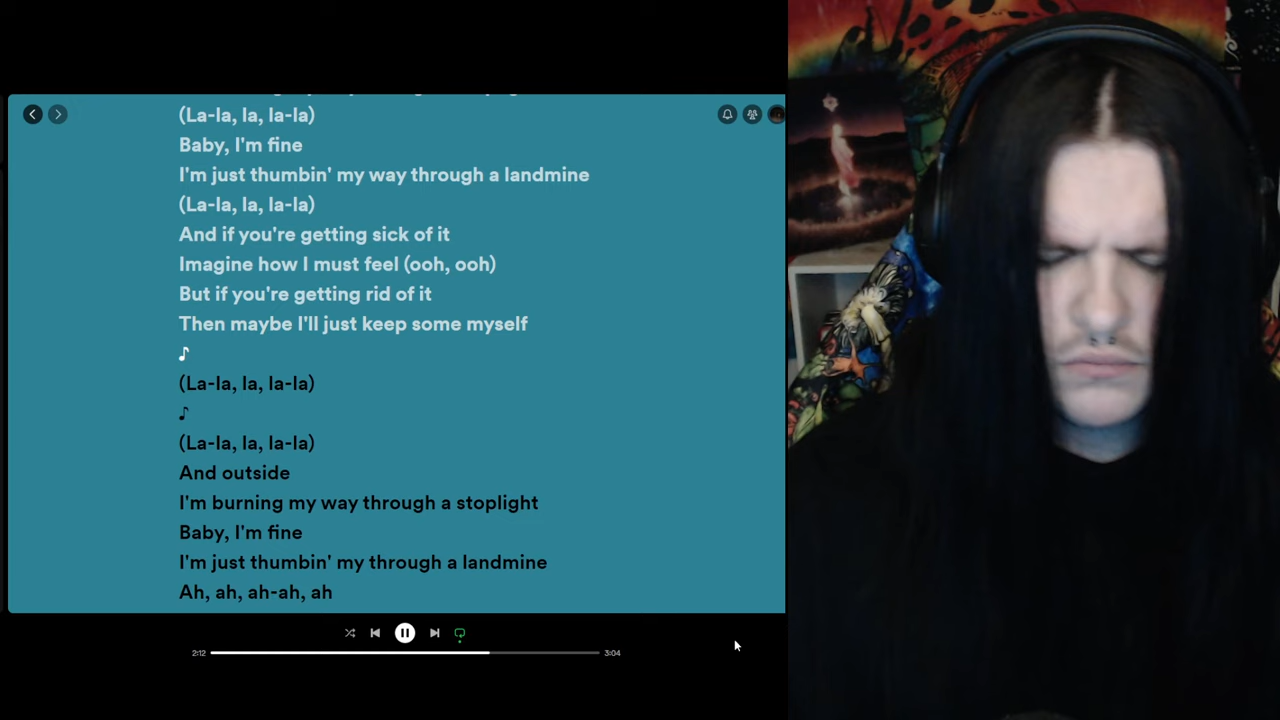 (La-la, la, la-la)
Baby, I'm fine
I'm just thumbin' my way through a landmine
(La-la, la, la-la)
And if you're getting sick of it
Imagine how I must feel (ooh, ooh)
But if you're getting rid of it
Then maybe I'll just keep some myself
♪
(La-la, la, la-la)
♪
(La-la, la, la-la)
And outside
I'm burning my way through a stoplight
Baby, I'm fine
I'm just thumbin' my through a landmine
Ah, ah, ah-ah, ah
2:12 3:04